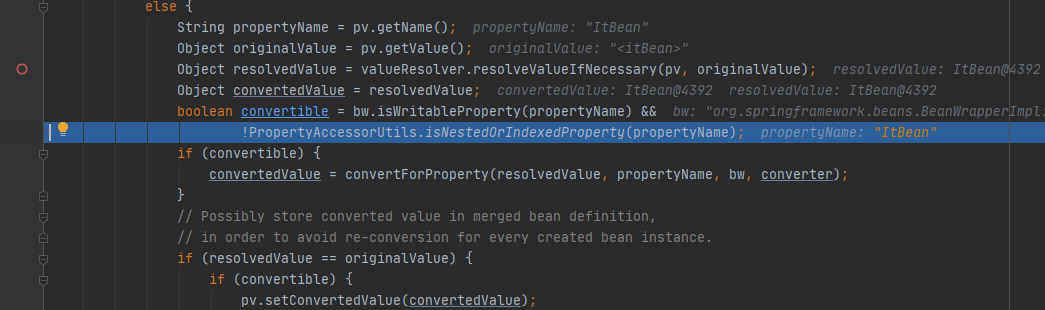 else {
String propertyName = pv.getName();  propertyName: "ItBean"
Object originalValue = pv.getValue();  originalValue: "<itBean>"
Object resolvedValue = valueResolver.resolveValueIfNecessary(pv, originalValue);  resolvedValue: ItBean@4392
Object convertedValue = resolvedValue;  convertedValue: ItBean@4392  resolvedValue: ItBean@4392
boolean convertible = bw.isWritableProperty(propertyName) &&  bw: "org.springframework.beans.BeanWrapperImpl:
!PropertyAccessorUtils.isNestedOrIndexedProperty(propertyName);  propertyName: "ItBean"
if (convertible) {
convertedValue = convertForProperty(resolvedValue, propertyName, bw, converter);
}
// Possibly store converted value in merged bean definition,
// in order to avoid re-conversion for every created bean instance.
if (resolvedValue == originalValue) {
if (convertible) {
pv.setConvertedValue(convertedValue);